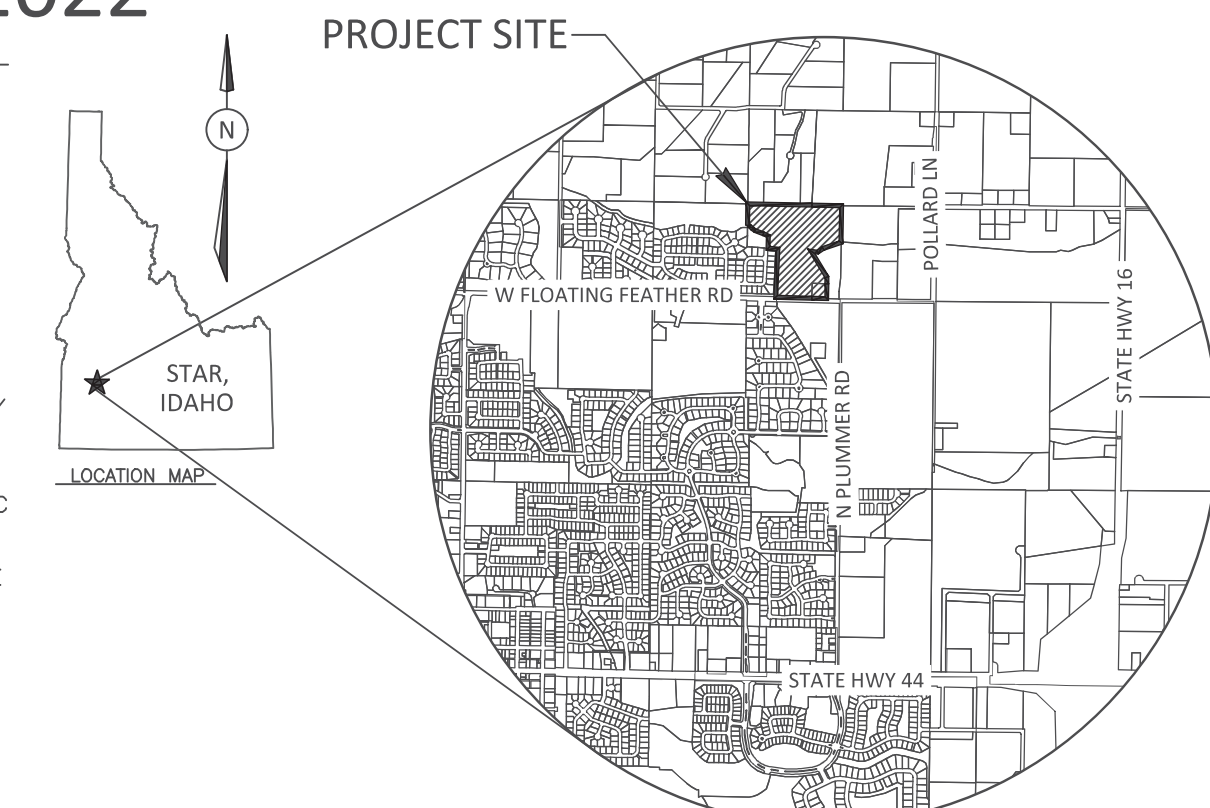 2022
PROJECT SITE
N
STAR,
IDAHO
LOCATION MAP
W FLOATING FEATHER RD
POLLARD LN
STATE HWY 16
N PLUMMER RD
STATE HWY 44